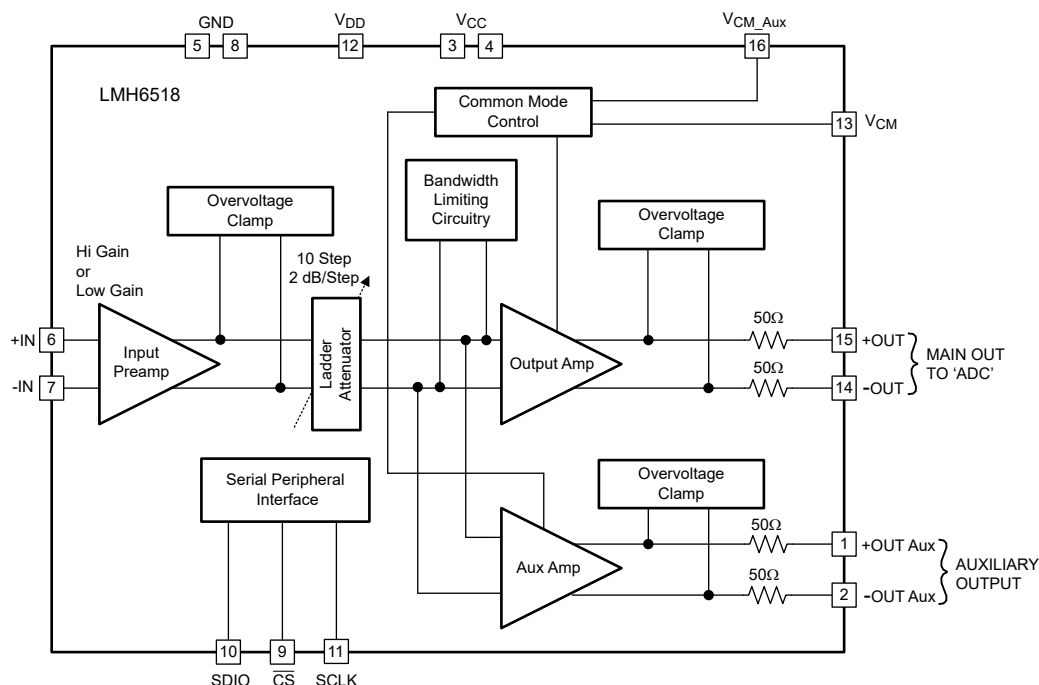 GND
V_DD
V_CC
V_CM_Aux
5
8
12
3
4
16
LMH6518
Common Mode
Control
13
V_CM
Bandwidth
Limiting
Circuitry
Overvoltage
Clamp
Overvoltage
Clamp
Hi Gain
or
Low Gain
10 Step
2 dB/Step
+IN
6
-IN
7
Input
Preamp
Ladder
Attenuator
Output Amp
50Ω
50Ω
15
+OUT
14
-OUT
MAIN OUT
TO ‘ADC’
Serial Peripheral
Interface
Overvoltage
Clamp
Aux Amp
50Ω
50Ω
1
+OUT Aux
2
-OUT Aux
AUXILIARY
OUTPUT
10
9
11
SDIO
C̅S̅
SCLK